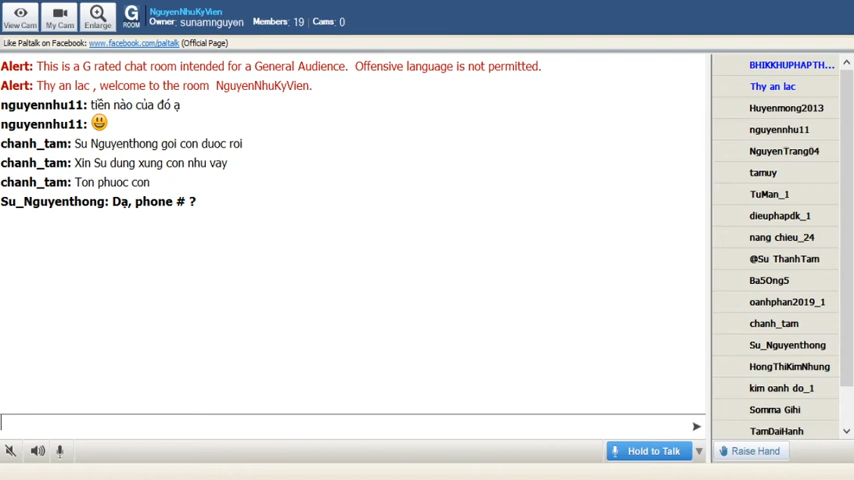 View Cam
My Cam
Enlarge
G
ROOM
NguyenNhuKyVien
Owner: sunamnguyen Members: 19 Cams: 0
Like Paltalk on Facebook: www.facebook.com/paltalk (Official Page)
Alert: This is a G rated chat room intended for a General Audience. Offensive language is not permitted.
Alert: Thy an lac , welcome to the room NguyenNhuKyVien.
nguyennhu11: tiền nào của đó ạ
nguyennhu11:
chanh_tam: Su Nguyenthong goi con duoc roi
chanh_tam: Xin Su dung xung con nhu vay
chanh_tam: Ton phuoc con
Su_Nguyenthong: Dạ, phone # ?
BHIKKHUPHAPTH...
Thy an lac
Huyenmong2013
nguyennhu11
NguyenTrang04
tamuy
TuMan_1
dieuphapdk_1
nang chieu_24
@Su ThanhTam
Ba5Ong5
oanhphan2019_1
chanh_tam
Su_Nguyenthong
HongThiKimNhung
kim oanh do_1
Somma Gihi
TamDaiHanh
Hold to Talk
Raise Hand